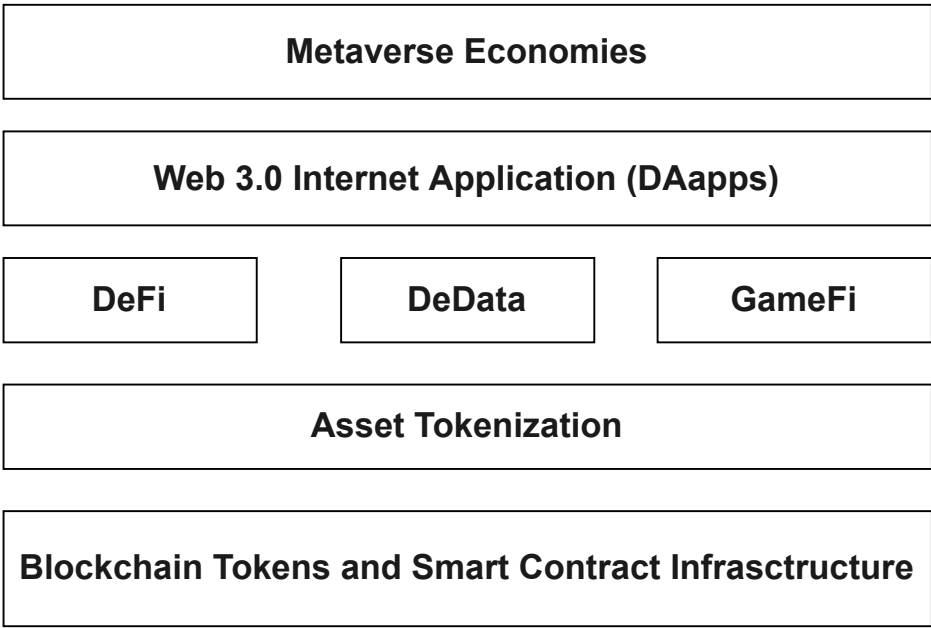 Metaverse Economies
Web 3.0 Internet Application (DAapps)
DeFi
DeData
GameFi
Asset Tokenization
Blockchain Tokens and Smart Contract Infrasctructure